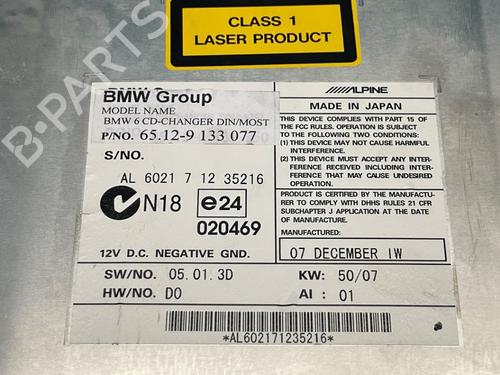 CLASS 1
LASER PRODUCT
BMW Group
MODEL NAME
BMW 6 CD-CHANGER DIN/MOST
P/NO. 65.12-9 133 077
S/NO.
AL 6021 7 12 35216
N18
e24
020469
12V D.C. NEGATIVE GND.
SW/NO. 05.01.3D
HW/NO. D0
ALPINE
MADE IN JAPAN
THIS DEVICE COMPLIES WITH PART 15 OF
THE FCC RULES. OPERATION IS SUBJECT
TO THE FOLLOWING TWO CONDITIONS:
(1) THIS DEVICE MAY NOT CAUSE HARMFUL
INTERFERENCE, AND
(2) THIS DEVICE MUST ACCEPT ANY INTER-
FERENCE RECEIVED INCLUDING
INTERFERENCE THAT MAY CAUSE
UNDESIRED OPERATION.
PRODUCT IS CERTIFIED BY THE MANUFACTU-
RER TO COMPLY WITH DHHS RULES 21 CFR
SUBCHAPTER J APPLICATION AT THE DATE
OF MANUFACTURE.
MANUFACTURED:
07 DECEMBER IW
KW: 50/07
AI: 01
*AL602171235216*
B-PARTS